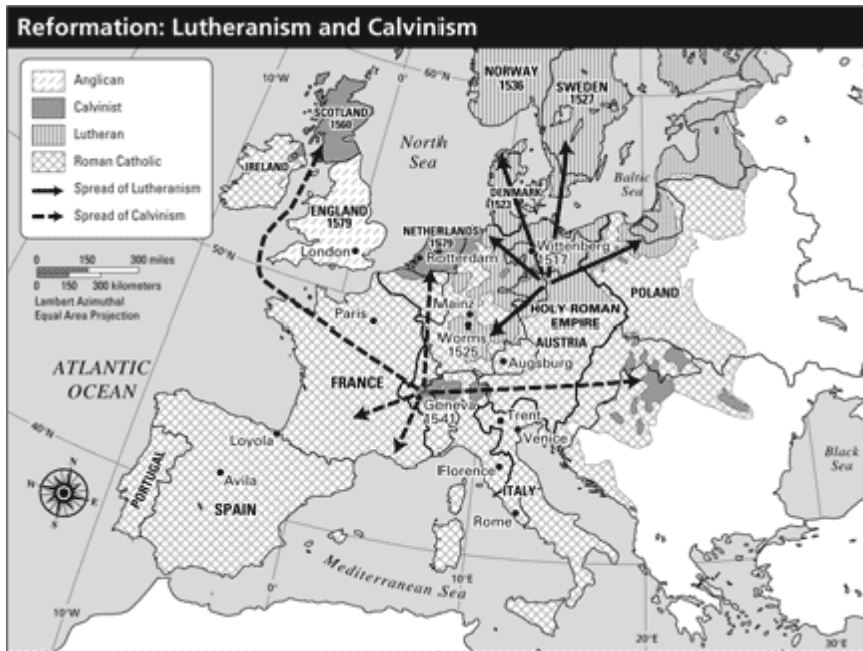 Reformation: Lutheranism and Calvinism
Anglican
Calvinist
Lutheran
Roman Catholic
Spread of Lutheranism
Spread of Calvinism
0 150 300 miles
0 150 300 kilometers
Lambert Azimuthal
Equal Area Projection
10°W
0°
60°N
50°N
40°N
NORWAY
1536
SWEDEN
1527
SCOTLAND
1560
North
Sea
IRELAND
DENMARK
1523
Baltic
Sea
ENGLAND
1579
London
NETHERLANDS
1579
Rotterdam
Wittenberg
1517
Mainz
POLAND
HOLY ROMAN
EMPIRE
Paris
Worms
1525
AUSTRIA
Augsburg
ATLANTIC
OCEAN
FRANCE
Geneva
1541
Trent
Venice
Loyola
Florence
Black
Sea
N
N
E
S
S
PORTUGAL
Avila
SPAIN
ITALY
Rome
Mediterranean Sea
10°W
0°
10°E
20°E
30°E